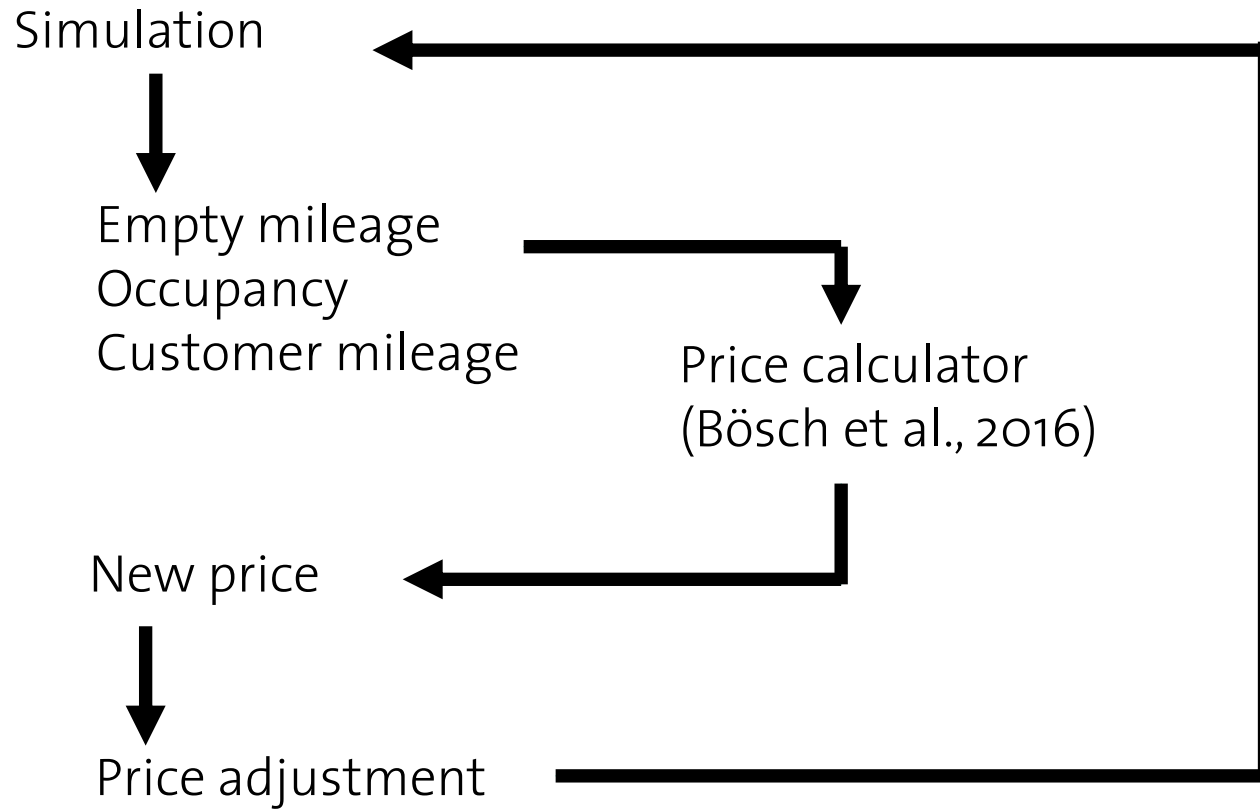 Simulation
Empty mileage
Occupancy
Customer mileage
Price calculator
(Bösch et al., 2016)
New price
Price adjustment